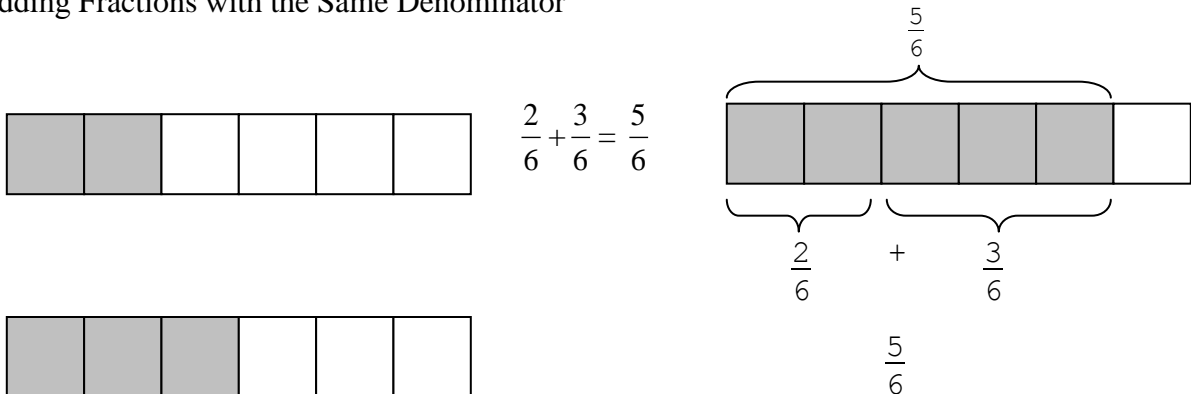 dding Fractions with the Same Denominator
5/6
2/6 + 3/6 = 5/6
2/6 + 3/6
5/6